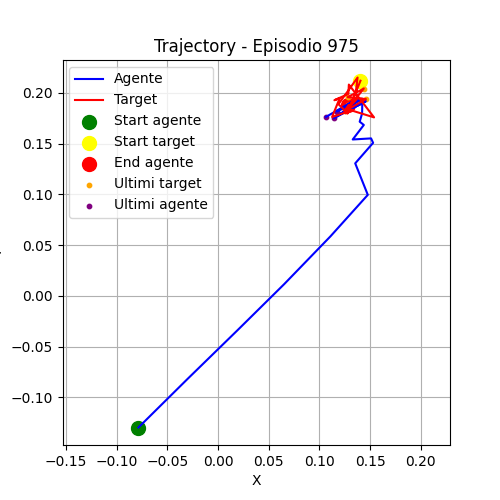 Trajectory - Episodio 975
Agente
Target
Start agente
Start target
End agente
Ultimi target
Ultimi agente
0.20
0.15
0.10
0.05
0.00
−0.05
−0.10
−0.15
−0.10
−0.05
0.00
0.05
0.10
0.15
0.20
X